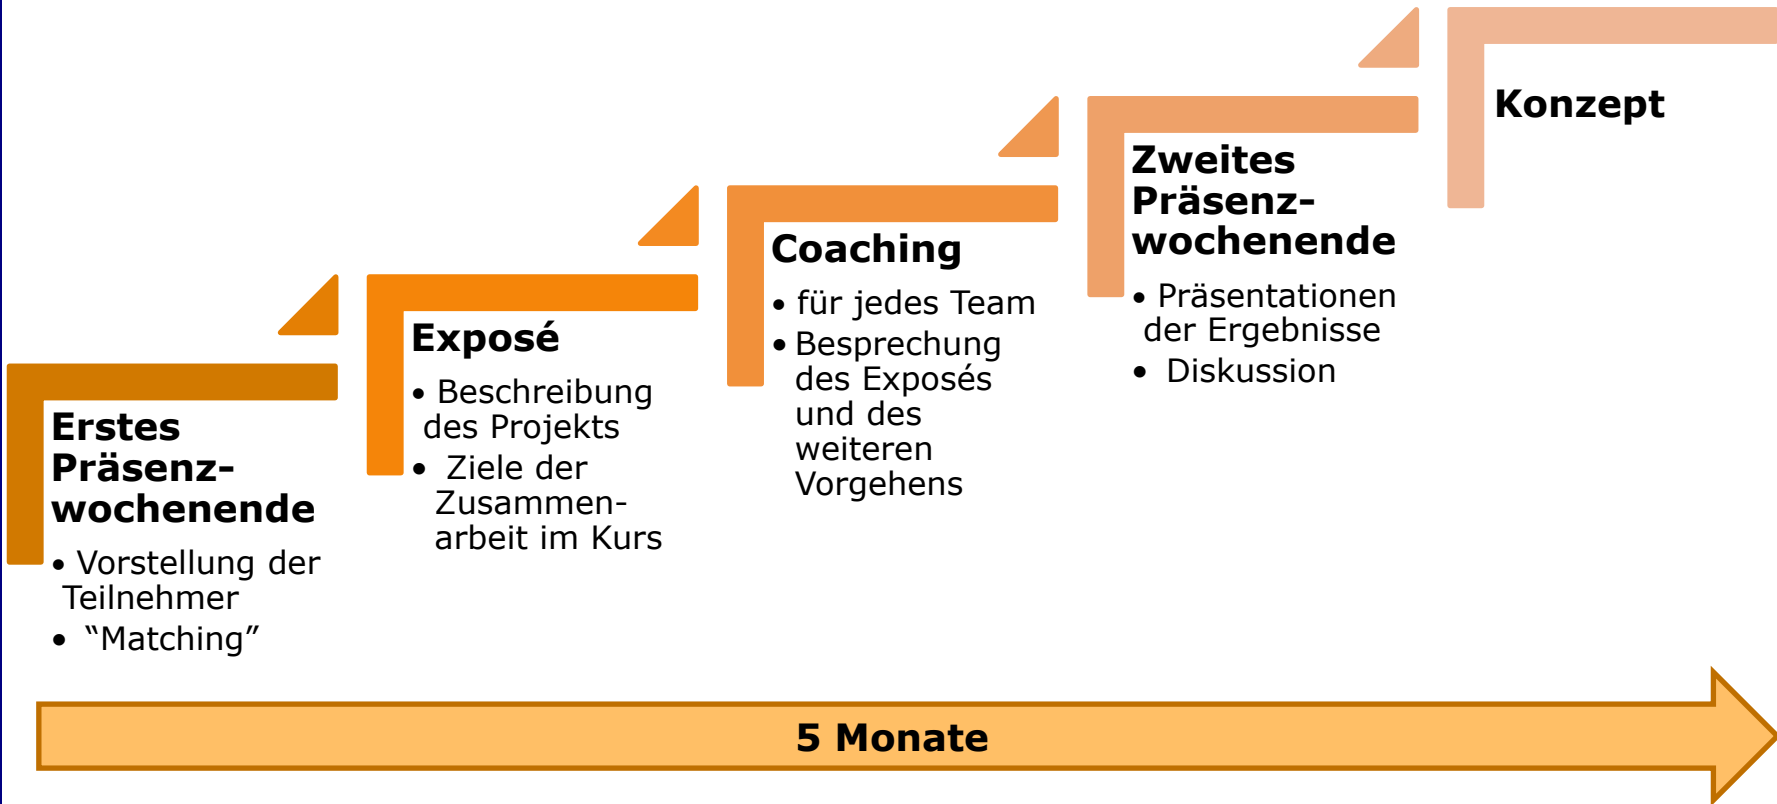 Erstes
Präsenz-
wochenende
• Vorstellung der
Teilnehmer
• “Matching”
Exposé
• Beschreibung
des Projekts
• Ziele der
Zusammen-
arbeit im Kurs
Coaching
• für jedes Team
• Besprechung
des Exposés
und des
weiteren
Vorgehens
Zweites
Präsenz-
wochenende
• Präsentationen
der Ergebnisse
• Diskussion
Konzept
5 Monate